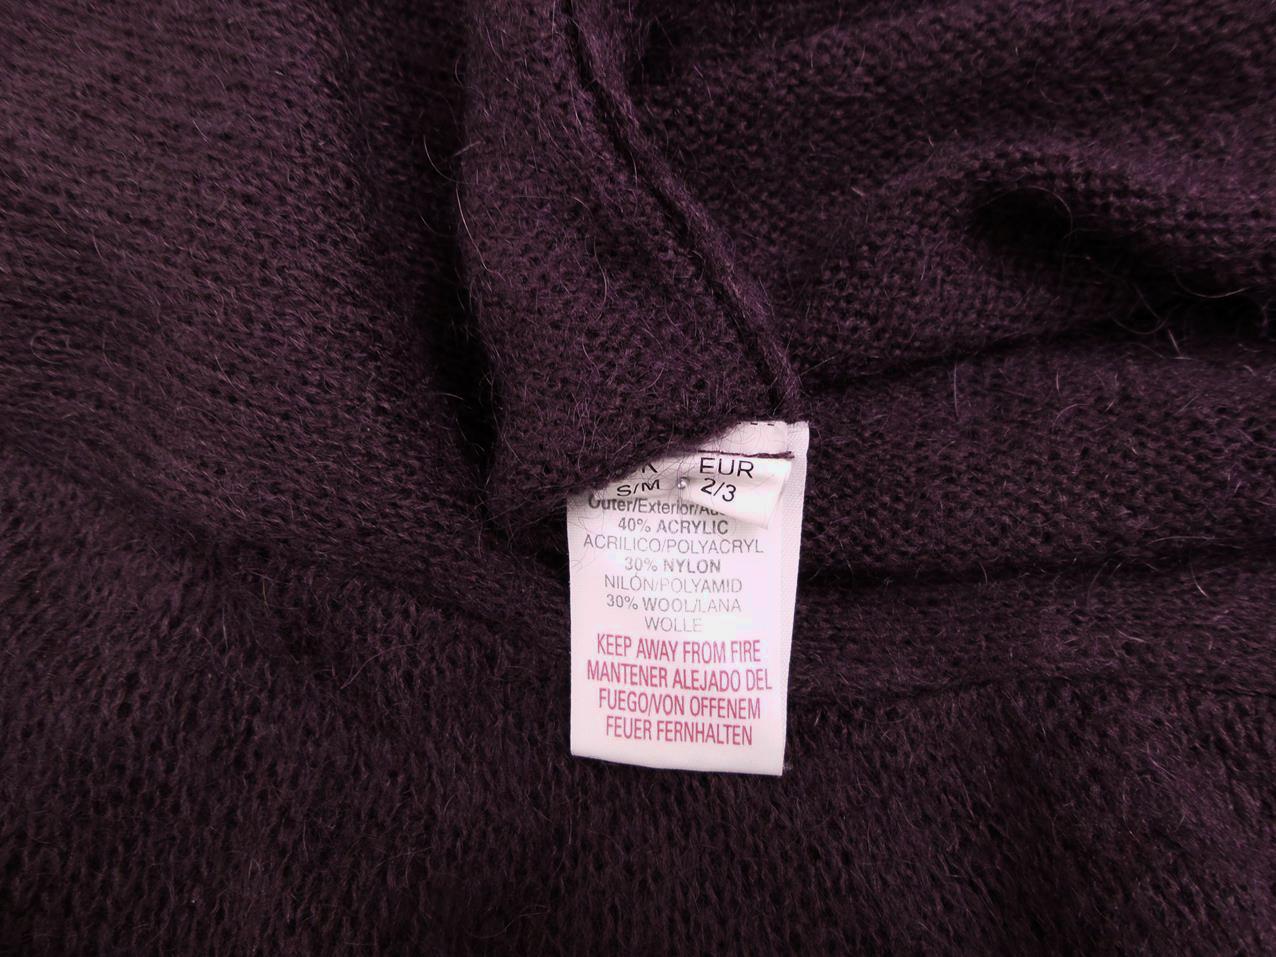 EUR
S/M 2/3
Outer/Exterior/
40% ACRYLIC
ACRILICO/POLYACRYL
30% NYLON
NILÓN/POLYAMID
30% WOOL/LANA
WOLLE
KEEP AWAY FROM FIRE
MANTENER ALEJADO DEL
FUEGO/VON OFFENEM
FEUER FERNHALTEN